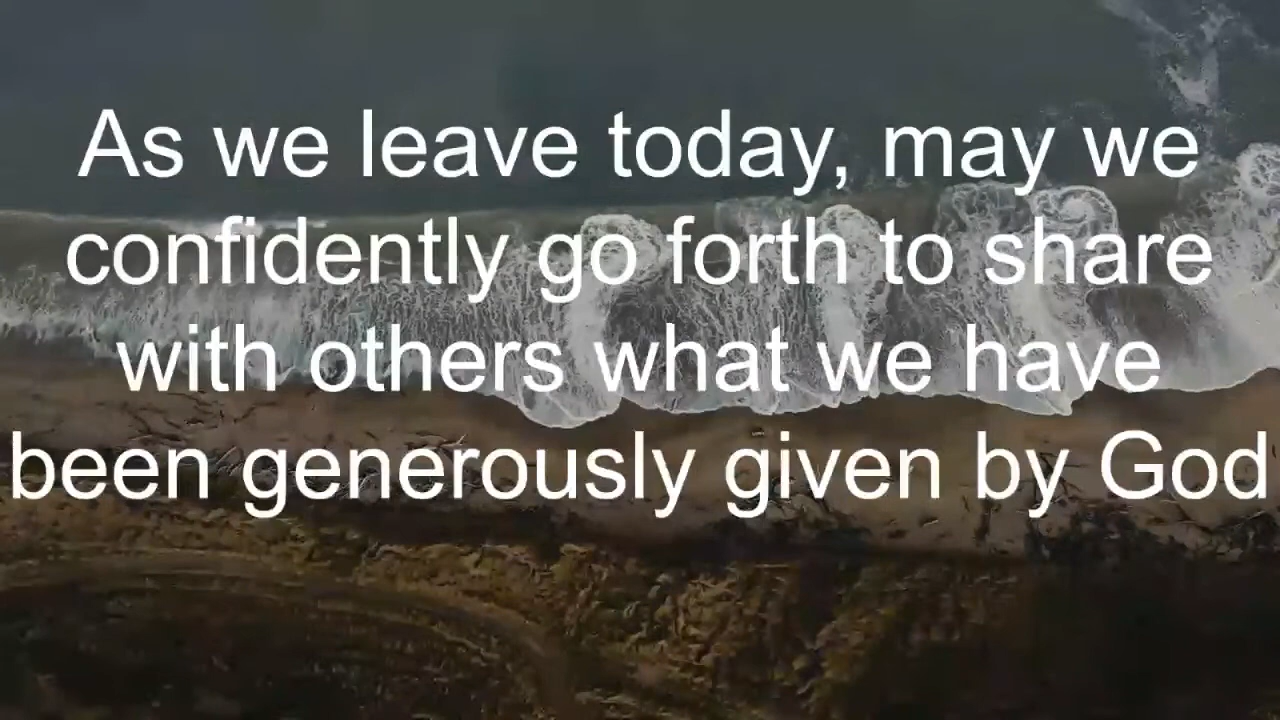 As we leave today, may we
confidently go forth to share
with others what we have
been generously given by God